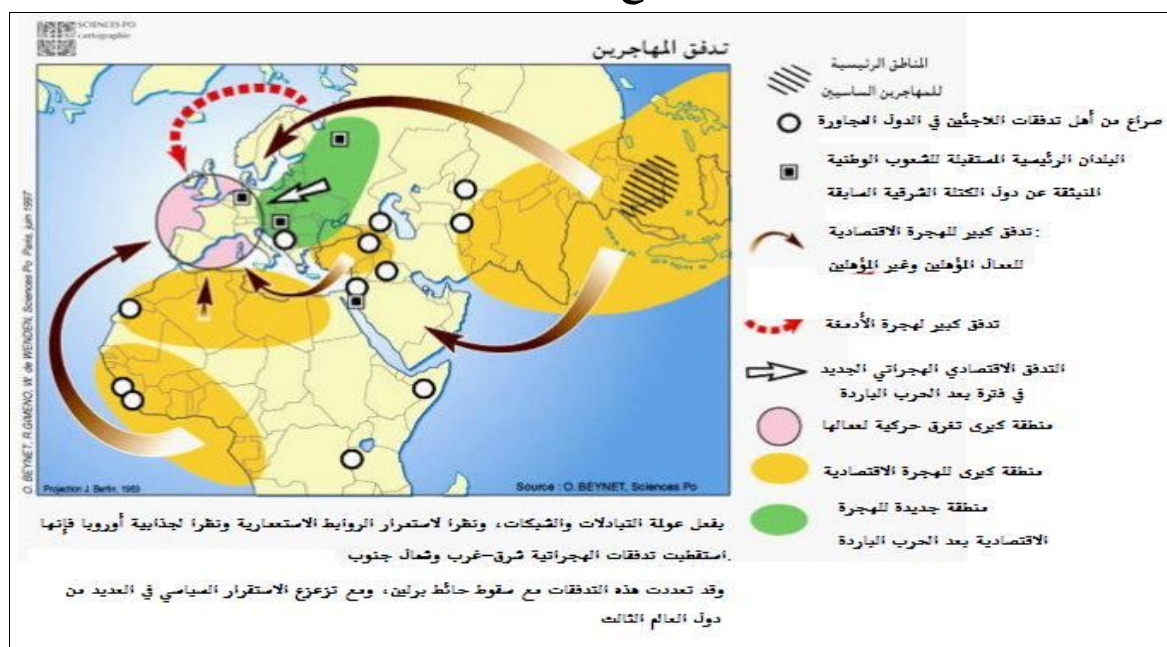 SCIENCES-PO
cartographie
تدفق المهاجرين
المناطق الرئيسية
للمهاجرين الساسيين
صراع من أهل تدفقات اللاجئين في الدول المجاورة
البلدان الرئيسية المستقبلة للشعوب الوطنية
المنبثقة عن دول الكتلة الشرقية السابقة
تدفق كبير للهجرة الاقتصادية:
للعمال المؤهلين وغير المؤهلين
تدفق كبير لهجرة الأدمغة
التدفق الاقتصادي الهجراتي الجديد
في فترة بعد الحرب الباردة
منطقة كبرى تفرق حركية لعمالها
منطقة كبرى للهجرة الاقتصادية
منطقة جديدة للهجرة
الاقتصادية بعد الحرب الباردة
O. BEYNET, R.GIMENO, W. de WENDEN, Sciences Po Paris, juin 1997
Projection J. Bertin, 1953
Source : O. BEYNET, Sciences Po
بفعل عولمة التبادلات والشبكات، ونظرا لاستمرار الروابط الاستعمارية ونظرا لجذابية أوروبا فإنها
استقطبت تدفقات الهجراتية شرق-غرب وشمال جنوب.
وقد تعددت هذه التدفقات مع سقوط حائط برلين، ومع تزعزع الاستقرار السياسي في العديد من
دول العالم الثالث